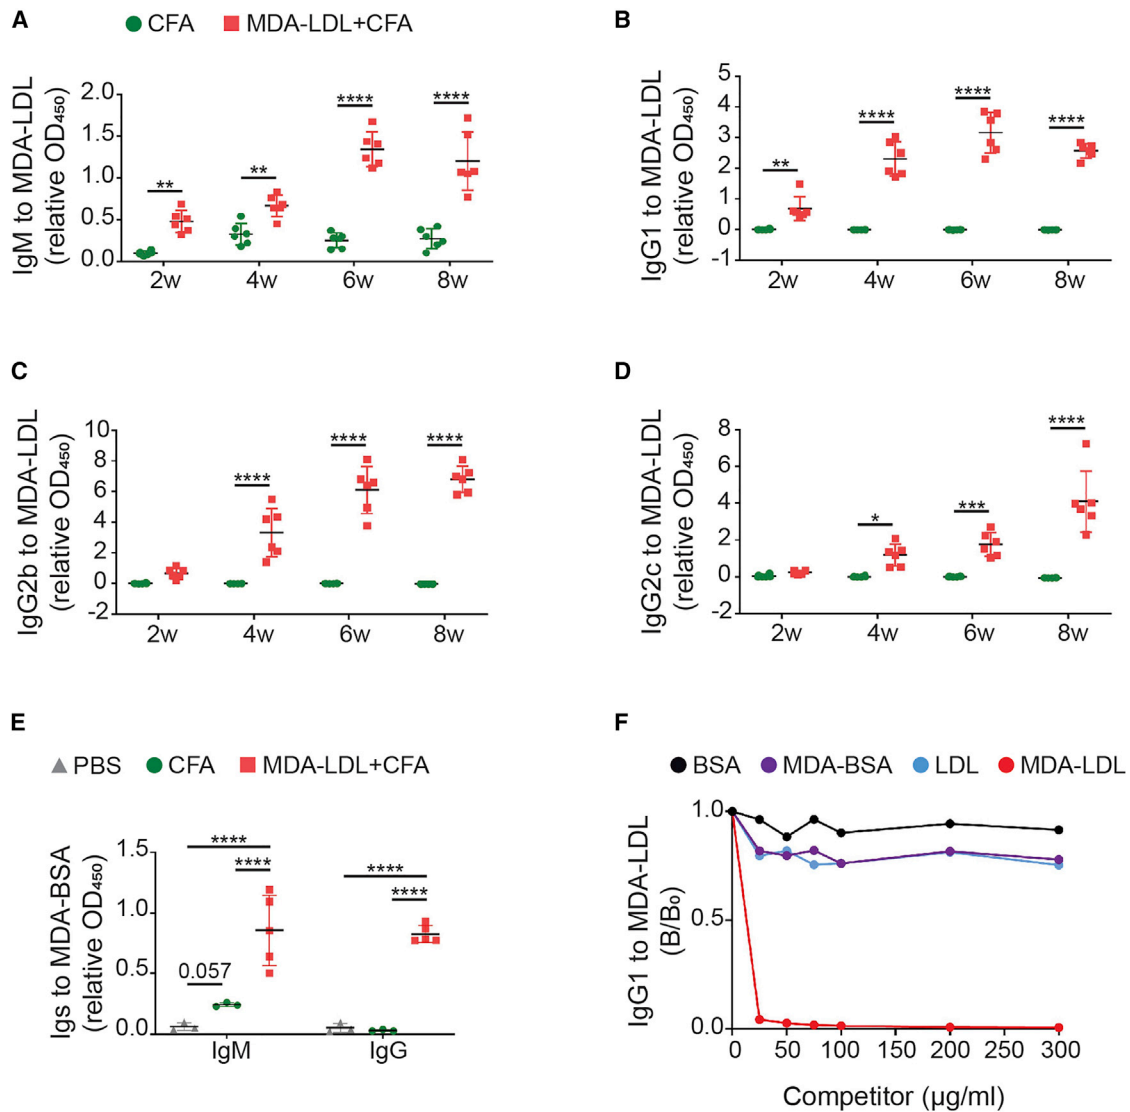 A
CFA MDA-LDL+CFA
IgM to MDA-LDL
(relative OD₄₅₀)
2.0
1.5
1.0
0.5
0.0
** ** **** ****
2w 4w 6w 8w
B
IgG1 to MDA-LDL
(relative OD₄₅₀)
5
4
3
2
1
0
-1
** **** **** ****
2w 4w 6w 8w
C
IgG2b to MDA-LDL
(relative OD₄₅₀)
10
8
6
4
2
0
-2
**** **** ****
2w 4w 6w 8w
D
IgG2c to MDA-LDL
(relative OD₄₅₀)
8
6
4
2
0
-2
* *** ****
2w 4w 6w 8w
E
PBS CFA MDA-LDL+CFA
Igs to MDA-BSA
(relative OD₄₅₀)
1.5
1.0
0.5
0.0
****
****
0.057
****
****
IgM IgG
F
BSA MDA-BSA LDL MDA-LDL
IgG1 to MDA-LDL
(B/B₀)
1.0
0.5
0.0
0 50 100 150 200 250 300
Competitor (µg/ml)